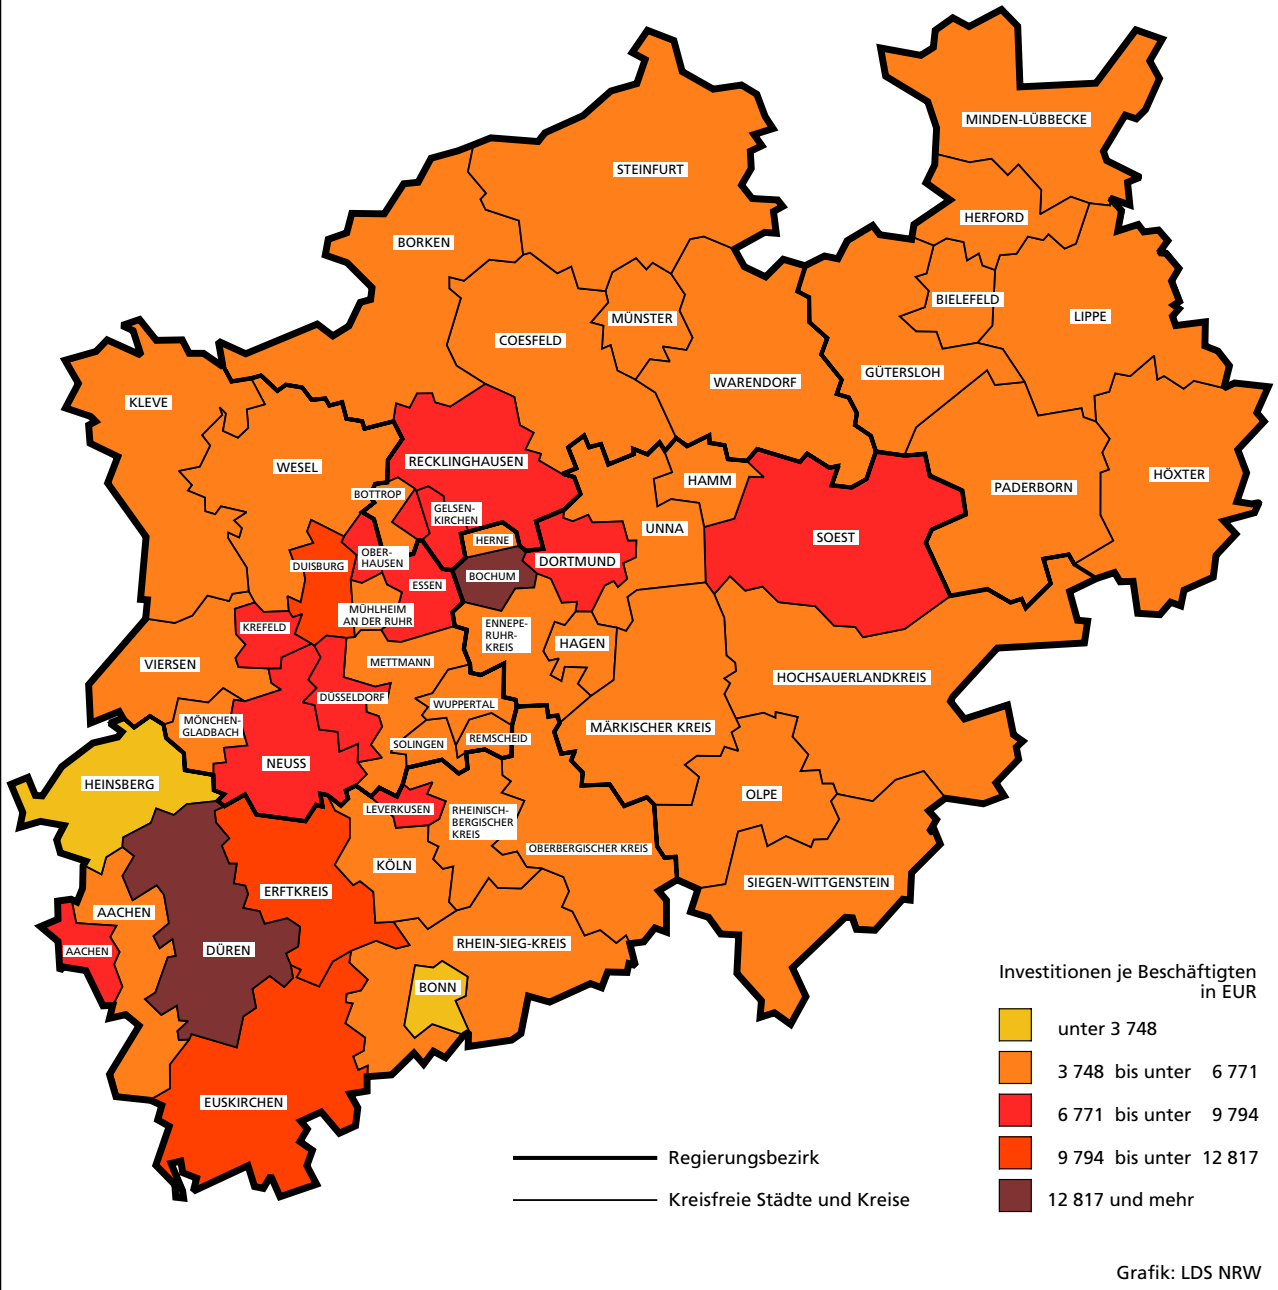 MINDEN-LÜBBECKE
STEINFURT
HERFORD
BORKEN
BIELEFELD
LIPPE
MÜNSTER
COESFELD
GÜTERSLOH
WARENDORF
KLEVE
RECKLINGHAUSEN
WESEL
HÖXTER
HAMM
PADERBORN
BOTTROP
GELSEN-
KIRCHEN
UNNA
SOEST
HERNE
OBER-
HAUSEN
DORTMUND
DUISBURG
BOCHUM
ESSEN
MÜHLHEIM
AN DER RUHR
KREFELD
ENNEPE-
RUHR-
KREIS
HAGEN
VIERSEN
METTMANN
HOCHSAUERLANDKREIS
DÜSSELDORF
WUPPERTAL
MÖNCHEN-
GLADBACH
MÄRKISCHER KREIS
SOLINGEN
REMSCHEID
NEUSS
HEINSBERG
OLPE
LEVERKUSEN
RHEINISCH-
BERGISCHER
KREIS
OBERBERGISCHER KREIS
KÖLN
SIEGEN-WITTGENSTEIN
ERFTKREIS
AACHEN
RHEIN-SIEG-KREIS
AACHEN
DÜREN
BONN
EUSKIRCHEN
Investitionen je Beschäftigten
in EUR
unter 3 748
3 748 bis unter 6 771
6 771 bis unter 9 794
9 794 bis unter 12 817
12 817 und mehr
Regierungsbezirk
Kreisfreie Städte und Kreise
Grafik: LDS NRW